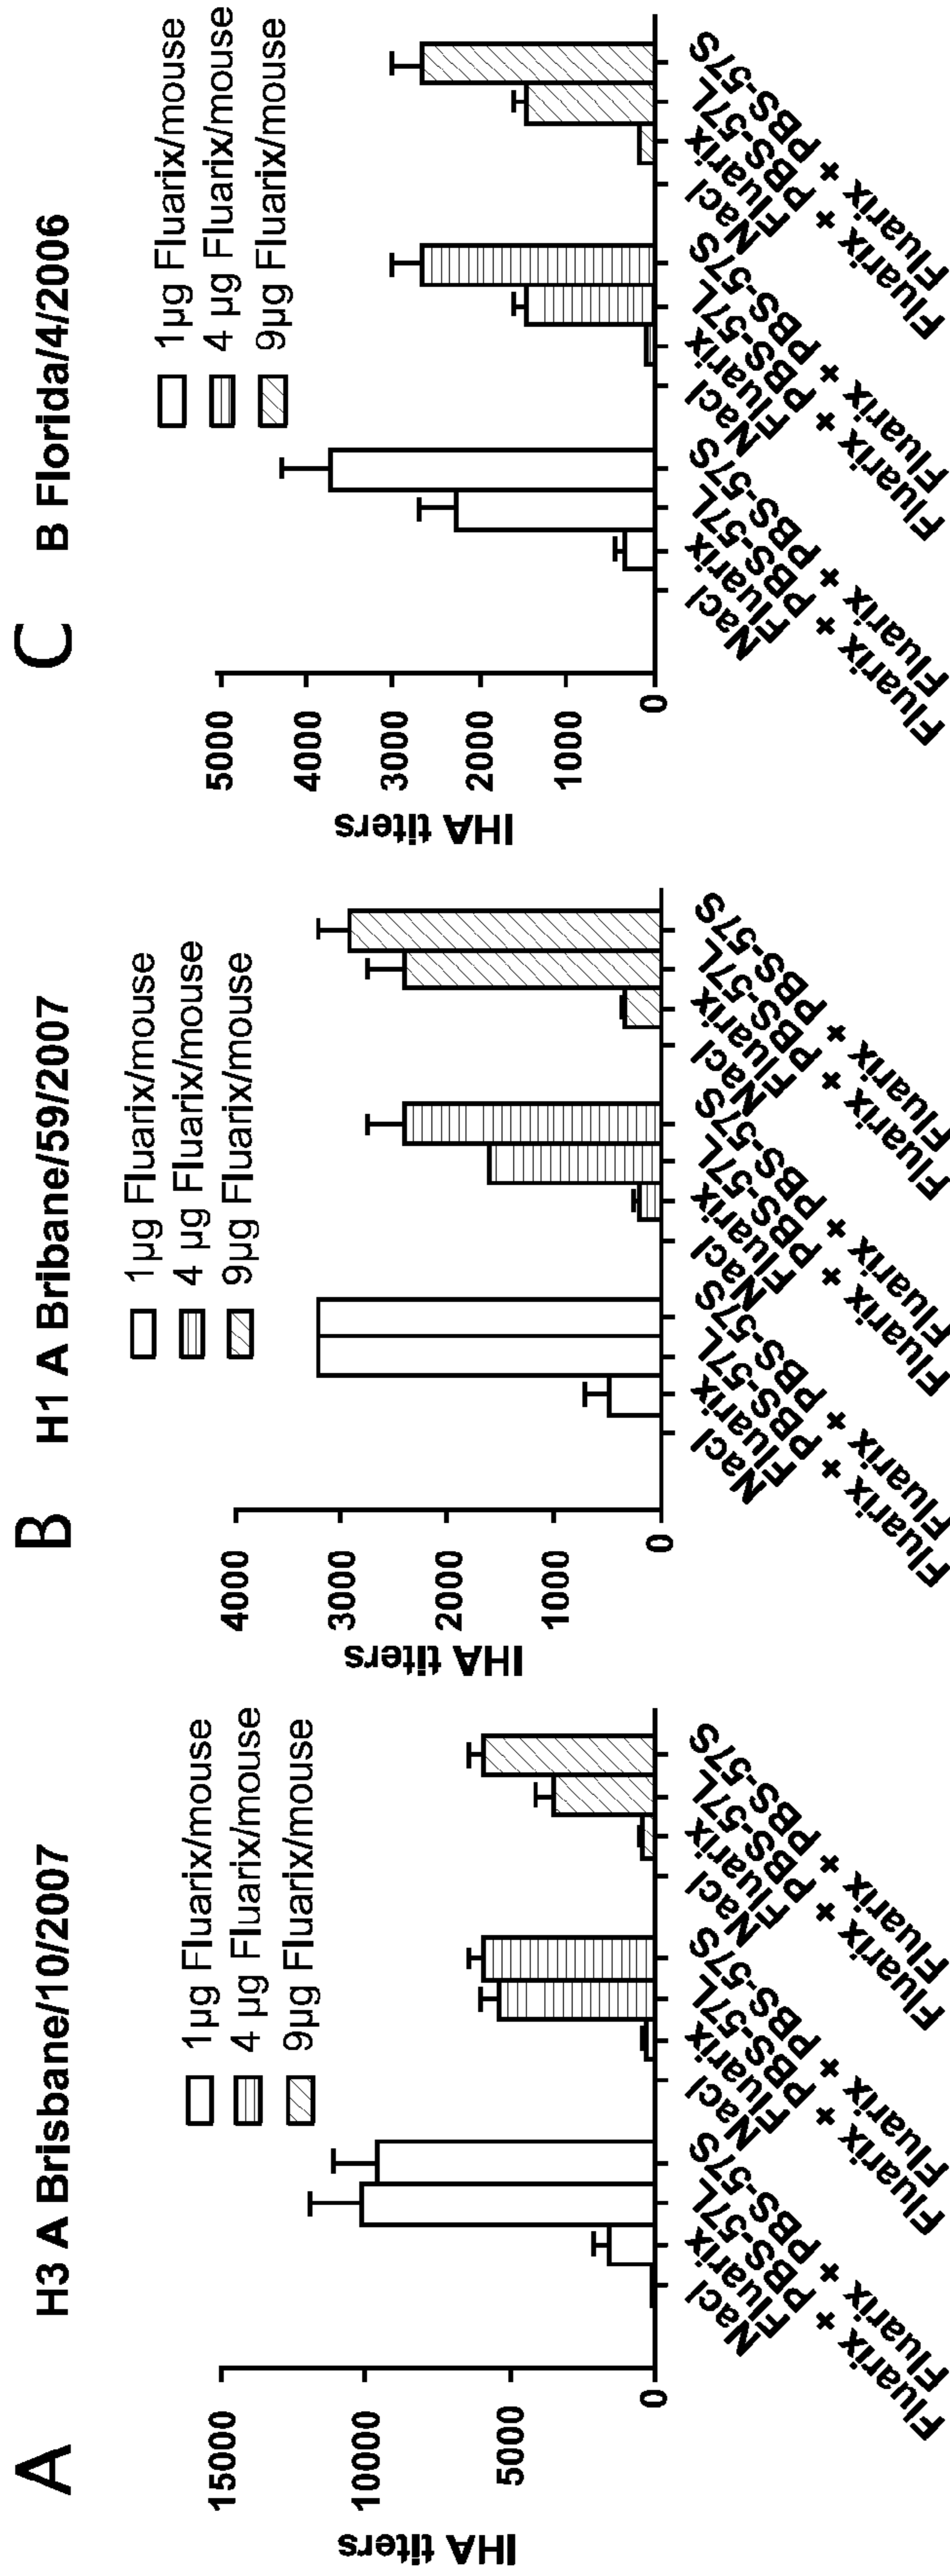 A
H3 A Brisbane/10/2007
1µg Fluarix/mouse
4 µg Fluarix/mouse
9µg Fluarix/mouse
IHA titers
15000
10000
5000
0
Nacl
Fluarix
Fluarix + PBS-57L
Fluarix + PBS-57S
Nacl
Fluarix
Fluarix + PBS-57L
Fluarix + PBS-57S
Nacl
Fluarix
Fluarix + PBS-57L
Fluarix + PBS-57S
B
H1 A Bribane/59/2007
1µg Fluarix/mouse
4 µg Fluarix/mouse
9µg Fluarix/mouse
IHA titers
4000
3000
2000
1000
0
Nacl
Fluarix
Fluarix + PBS-57L
Fluarix + PBS-57S
Nacl
Fluarix
Fluarix + PBS-57L
Fluarix + PBS-57S
Nacl
Fluarix
Fluarix + PBS-57L
Fluarix + PBS-57S
C
B Florida/4/2006
1µg Fluarix/mouse
4 µg Fluarix/mouse
9µg Fluarix/mouse
IHA titers
5000
4000
3000
2000
1000
0
Nacl
Fluarix
Fluarix + PBS-57L
Fluarix + PBS-57S
Nacl
Fluarix
Fluarix + PBS-57L
Fluarix + PBS-57S
Nacl
Fluarix
Fluarix + PBS-57L
Fluarix + PBS-57S